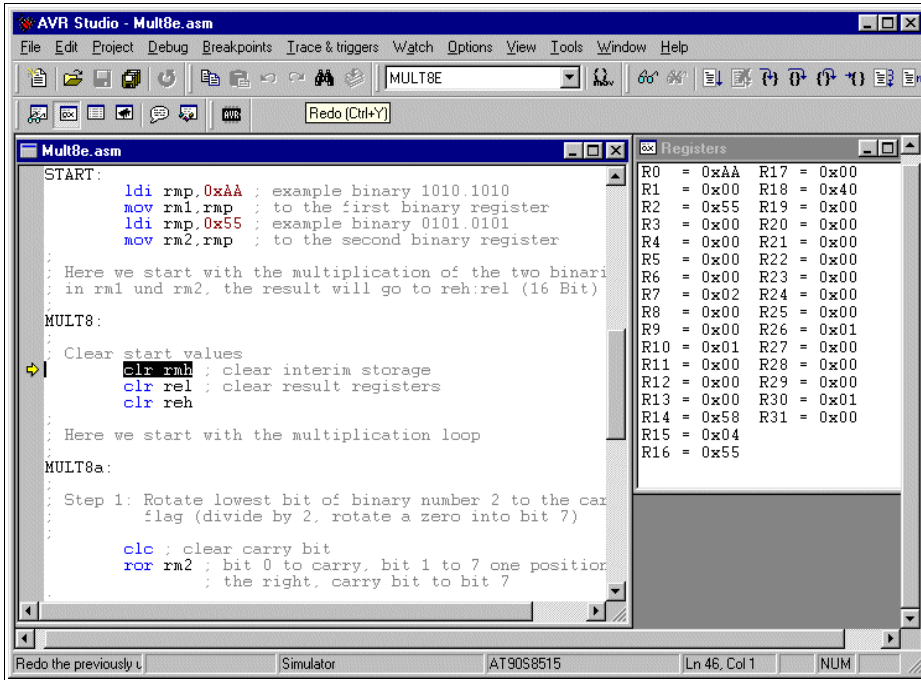 AVR Studio - Mult8e.asm
File Edit Project Debug Breakpoints Trace & triggers Watch Options View Tools Window Help
MULT8E
AVR
Redo (Ctrl+Y)
Mult8e.asm
START:
ldi rmp,0xAA ; example binary 1010.1010
mov rm1,rmp ; to the first binary register
ldi rmp,0x55 ; example binary 0101.0101
mov rm2,rmp ; to the second binary register
;
; Here we start with the multiplication of the two binari
; in rm1 und rm2, the result will go to reh:rel (16 Bit)
;
MULT8:
;
; Clear start values
clr rmh ; clear interim storage
clr rel ; clear result registers
clr reh
;
; Here we start with the multiplication loop
;
MULT8a:
;
; Step 1: Rotate lowest bit of binary number 2 to the car
; flag (divide by 2, rotate a zero into bit 7)
;
clc ; clear carry bit
ror rm2 ; bit 0 to carry, bit 1 to 7 one position
; the right, carry bit to bit 7
Registers
R0 = 0xAA R17 = 0x00
R1 = 0x00 R18 = 0x40
R2 = 0x55 R19 = 0x00
R3 = 0x00 R20 = 0x00
R4 = 0x00 R21 = 0x00
R5 = 0x00 R22 = 0x00
R6 = 0x00 R23 = 0x00
R7 = 0x02 R24 = 0x00
R8 = 0x00 R25 = 0x00
R9 = 0x00 R26 = 0x01
R10 = 0x01 R27 = 0x00
R11 = 0x00 R28 = 0x00
R12 = 0x00 R29 = 0x00
R13 = 0x00 R30 = 0x01
R14 = 0x58 R31 = 0x00
R15 = 0x04
R16 = 0x55
Redo the previously u Simulator AT90S8515 Ln 46, Col 1 NUM